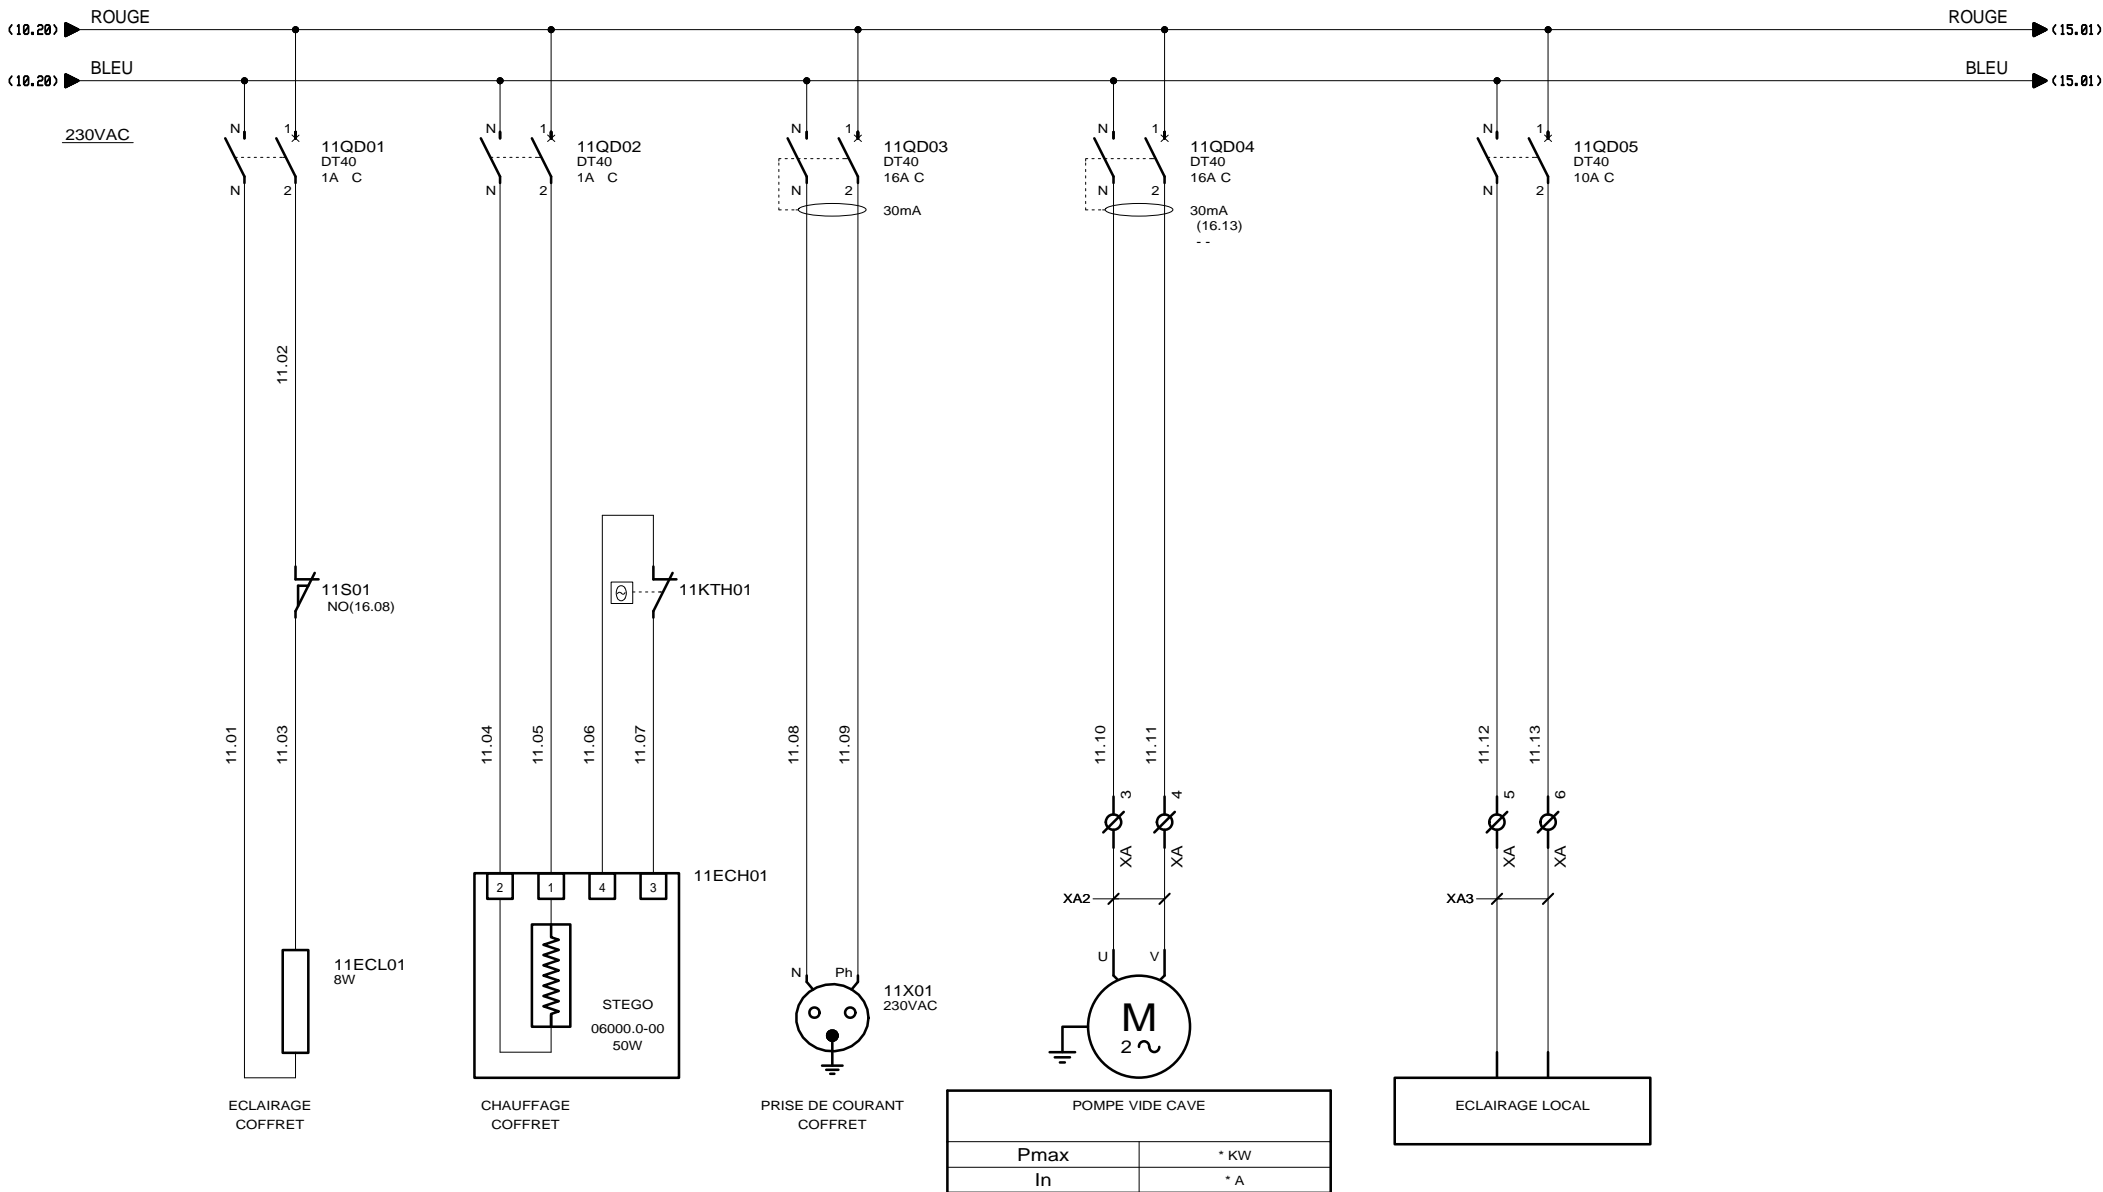 ROUGE
ROUGE
(10.20)
(15.01)
BLEU
BLEU
(10.20)
(15.01)
230VAC
N
1
11QD01
DT40
1A C
N
2
N
1
11QD02
DT40
1A C
N
2
N
1
11QD03
DT40
16A C
N
2
30mA
N
1
11QD04
DT40
16A C
N
2
30mA
(16.13)
- -
N
1
11QD05
DT40
10A C
N
2
11.02
11S01
NO(16.08)
11KTH01
11.01
11.03
11.04
11.05
11.06
11.07
11.08
11.09
11.10
11.11
11.12
11.13
3
4
5
6
XA
XA
XA
XA
2
1
4
3
11ECH01
XA2
XA3
11ECL01
8W
STEGO
06000.0-00
50W
N
Ph
11X01
230VAC
U
V
M
2
ECLAIRAGE
COFFRET
CHAUFFAGE
COFFRET
PRISE DE COURANT
COFFRET
POMPE VIDE CAVE
Pmax
* KW
In
* A
ECLAIRAGE LOCAL